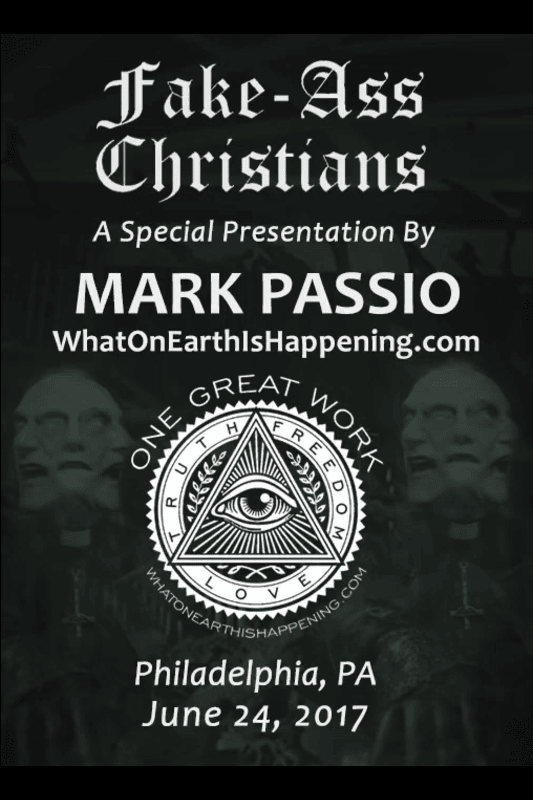 Fake-Ass
Christians
A Special Presentation By
MARK PASSIO
WhatOnEarthIsHappening.com
ONE GREAT WORK
TRUTH
FREEDOM
LOVE
WHATONEARTHISHAPPENING.COM
Philadelphia, PA
June 24, 2017